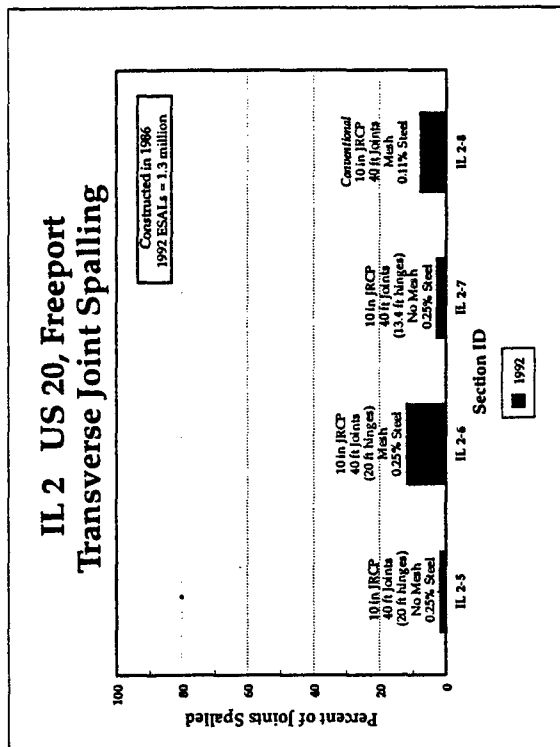 IL 2 US 20, Freeport
Transverse Joint Spalling
Percent of Joints Spalled
100
80
60
40
20
0
Constructed in 1986
1992 ESALs = 1.3 million
10 in JRCP
40 ft Joints
(20 ft hinges)
No Mesh
0.25% Steel
10 in JRCP
40 ft Joints
(20 ft hinges)
Mesh
0.25% Steel
10 in JRCP
40 ft Joints
(13.4 ft hinges)
No Mesh
0.25% Steel
Conventional
10 in JRCP
40 ft Joints
Mesh
0.11% Steel
IL 2-5
IL 2-6
IL 2-7
IL 2-8
Section ID
1992